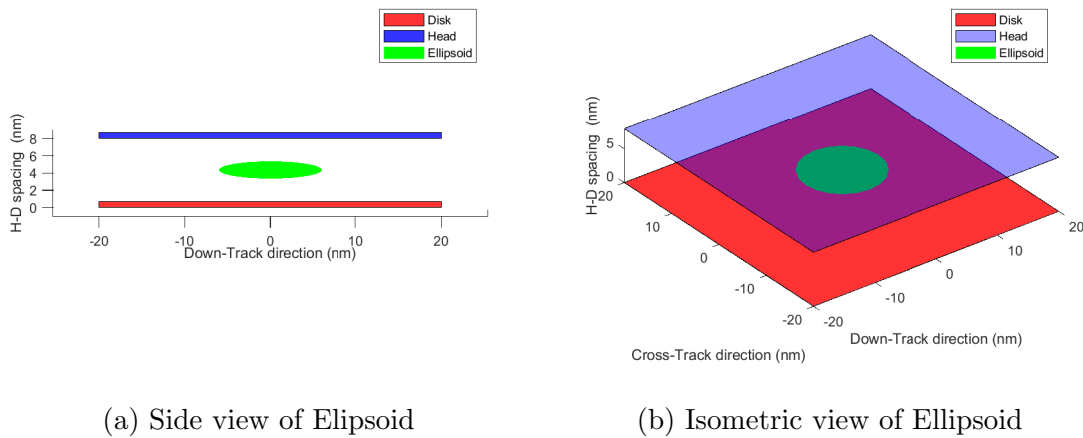 Disk
Head
Ellipsoid
H-D spacing (nm)
8
6
4
2
0
-20
-10
0
10
20
Down-Track direction (nm)
(a) Side view of Elipsoid
Disk
Head
Ellipsoid
H-D spacing (nm)
5
0
20
10
0
-10
-20
Cross-Track direction (nm)
-20
-10
0
10
20
Down-Track direction (nm)
(b) Isometric view of Ellipsoid